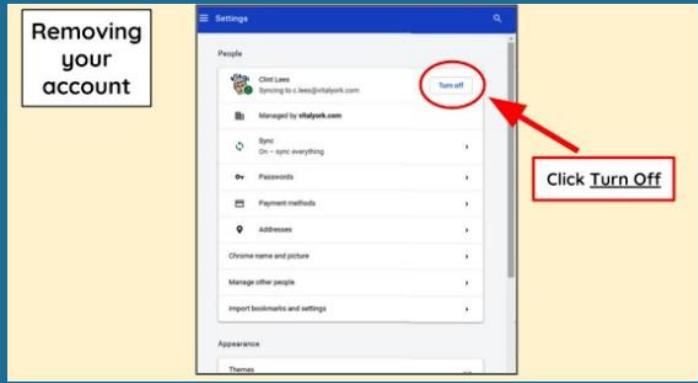 Removing
your
account
Settings
People
Clint Lees
Syncing to c.lees@vitalyork.com
Turn off
Managed by vitalyork.com
Sync
On – sync everything
Passwords
Payment methods
Addresses
Chrome name and picture
Manage other people
Import bookmarks and settings
Appearance
Themes
Click Turn Off